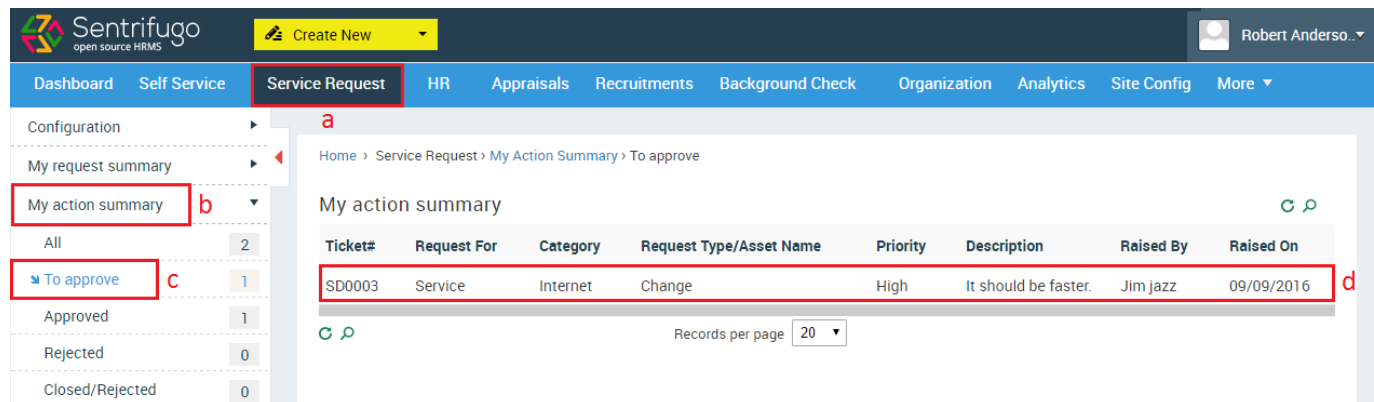 Sentrifugo
open source HRMS
Create New
Robert Anderso..
Dashboard Self Service Service Request HR Appraisals Recruitments Background Check Organization Analytics Site Config More
a
Configuration
My request summary
My action summary b
All 2
To approve c 1
Approved 1
Rejected 0
Closed/Rejected 0
Home › Service Request › My Action Summary › To approve
My action summary
Ticket# Request For Category Request Type/Asset Name Priority Description Raised By Raised On
SD0003 Service Internet Change High It should be faster. Jim jazz 09/09/2016 d
Records per page 20